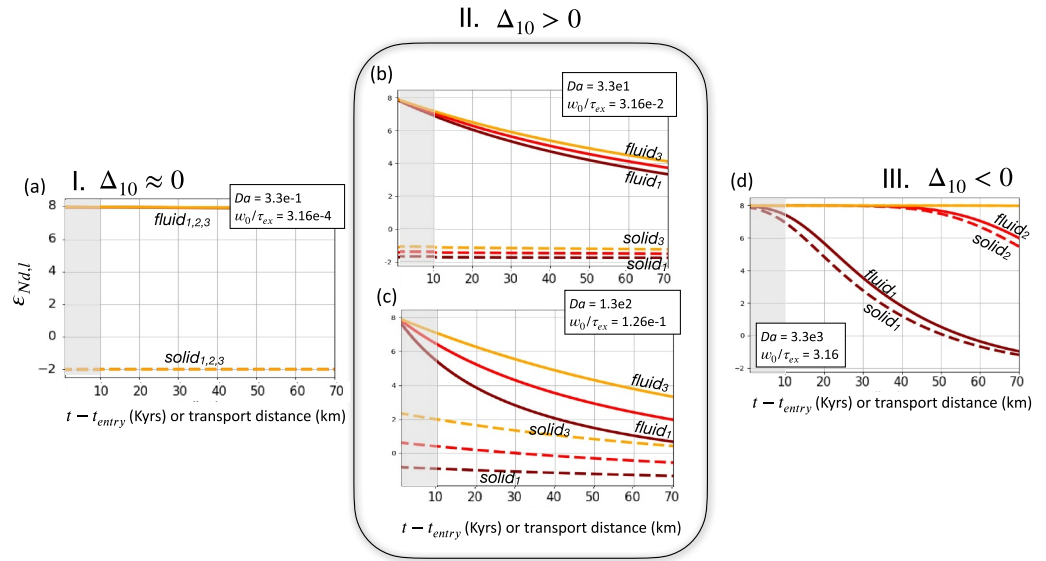 II. Δ₁₀ > 0
(b)
Da = 3.3e1
w₀/τₑₓ = 3.16e-2
8
6
4
2
0
−2
fluid₃
fluid₁
solid₃
solid₁
10 20 30 40 50 60 70
(a) I. Δ₁₀ ≈ 0
Da = 3.3e-1
w₀/τₑₓ = 3.16e-4
ε_Nd,l
8
6
4
2
0
−2
fluid₁,₂,₃
solid₁,₂,₃
10 20 30 40 50 60 70
t − t_entry (Kyrs) or transport distance (km)
(c)
Da = 1.3e2
w₀/τₑₓ = 1.26e-1
8
6
4
2
0
fluid₃
fluid₁
solid₃
solid₁
10 20 30 40 50 60 70
t − t_entry (Kyrs) or transport distance (km)
(d) III. Δ₁₀ < 0
8
6
4
2
0
−2
fluid₂
solid₂
fluid₁
solid₁
Da = 3.3e3
w₀/τₑₓ = 3.16
10 20 30 40 50 60 70
t − t_entry (Kyrs) or transport distance (km)